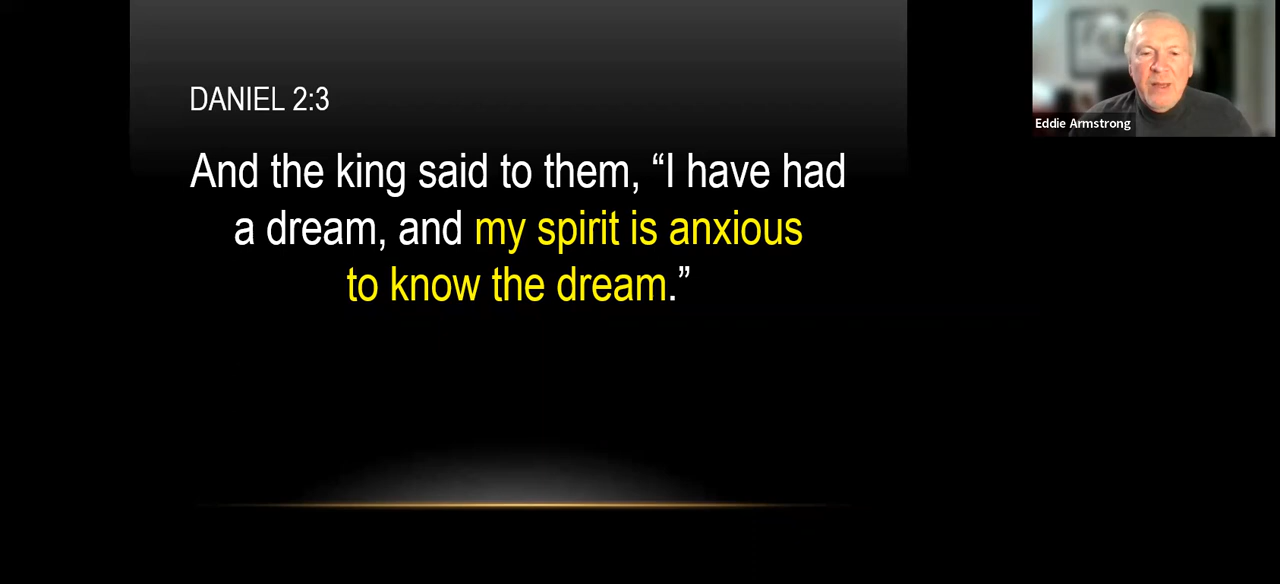 DANIEL 2:3
And the king said to them, “I have had
a dream, and my spirit is anxious
to know the dream.”
Eddie Armstrong